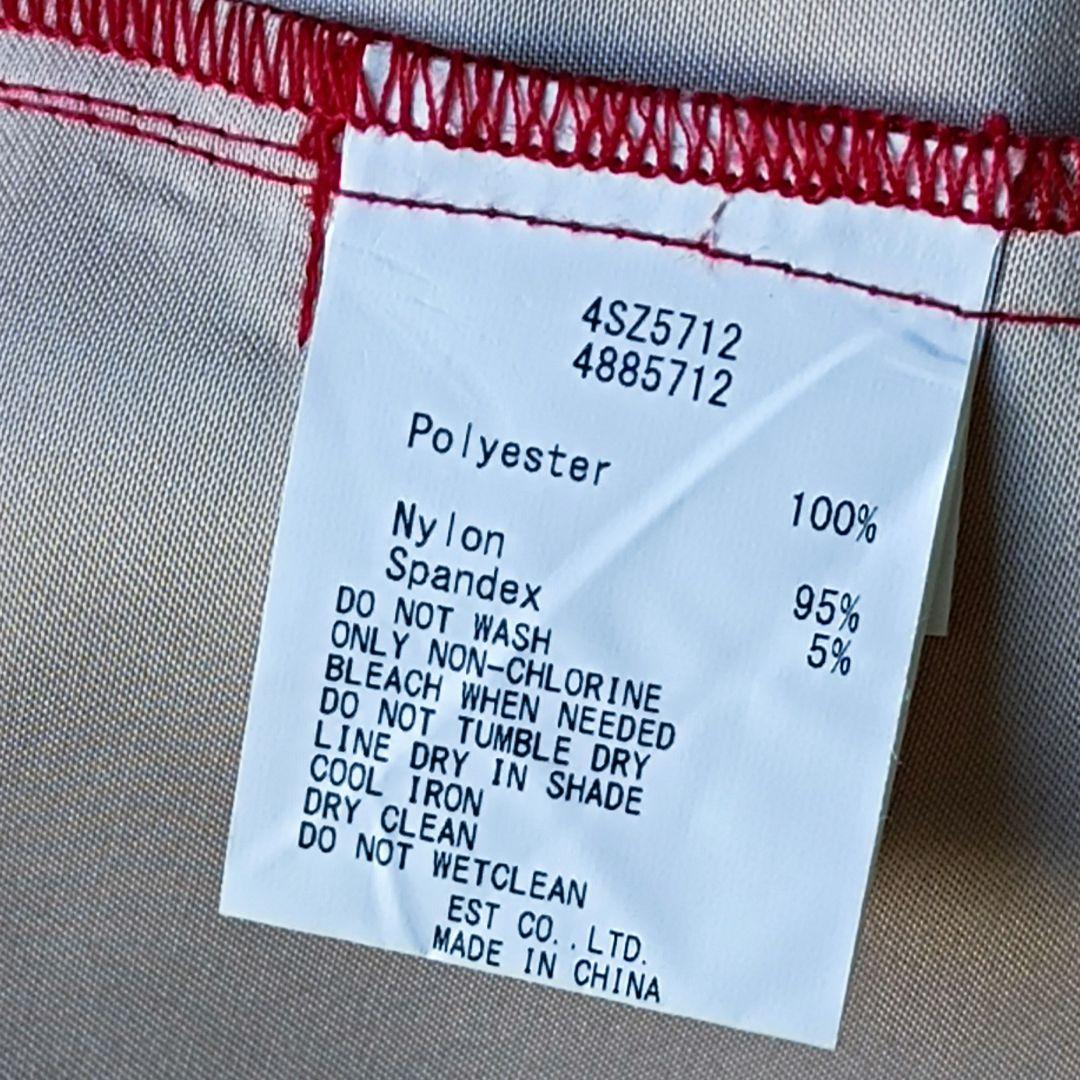 4SZ5712
4885712
Polyester 100%
Nylon 95%
Spandex 5%
DO NOT WASH
ONLY NON-CHLORINE
BLEACH WHEN NEEDED
DO NOT TUMBLE DRY
LINE DRY IN SHADE
COOL IRON
DRY CLEAN
DO NOT WETCLEAN
EST CO.,LTD.
MADE IN CHINA